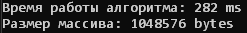 Время работы алгоритма: 282 ms
Размер массива: 1048576 bytes